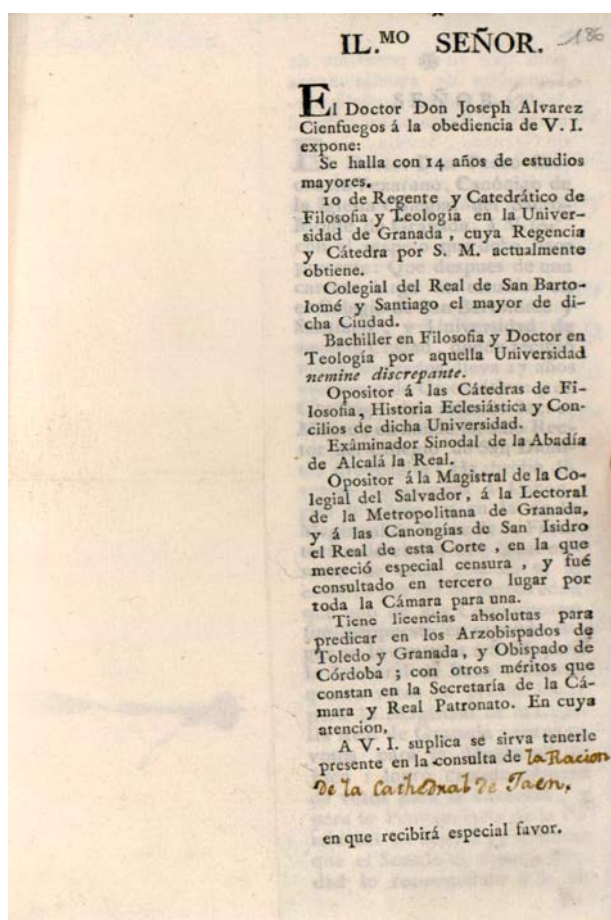 IL.MO SEÑOR. 186
El Doctor Don Joseph Alvarez
Cienfuegos á la obediencia de V. I.
expone:
Se halla con 14 años de estudios
mayores.
10 de Regente y Catedrático de
Filosofia y Teología en la Univer-
sidad de Granada, cuya Regencia
y Cátedra por S. M. actualmente
obtiene.
Colegial del Real de San Barto-
lomé y Santiago el mayor de di-
cha Ciudad.
Bachiller en Filosofia y Doctor en
Teología por aquella Universidad
nemine discrepante.
Opositor á las Cátedras de Fi-
losofia, Historia Eclesiástica y Con-
cilios de dicha Universidad.
Exâminador Sinodal de la Abadía
de Alcalá la Real.
Opositor á la Magistral de la Co-
legial del Salvador, á la Lectoral
de la Metropolitana de Granada,
y á las Canongías de San Isidro
el Real de esta Corte, en la que
mereció especial censura, y fué
consultado en tercero lugar por
toda la Cámara para una.
Tiene licencias absolutas para
predicar en los Arzobispados de
Toledo y Granada, y Obispado de
Córdoba; con otros méritos que
constan en la Secretaría de la Cá-
mara y Real Patronato. En cuya
atencion,
A V. I. suplica se sirva tenerle
presente en la consulta de la Racion
de la Cathedral de Jaen,
en que recibirá especial favor.